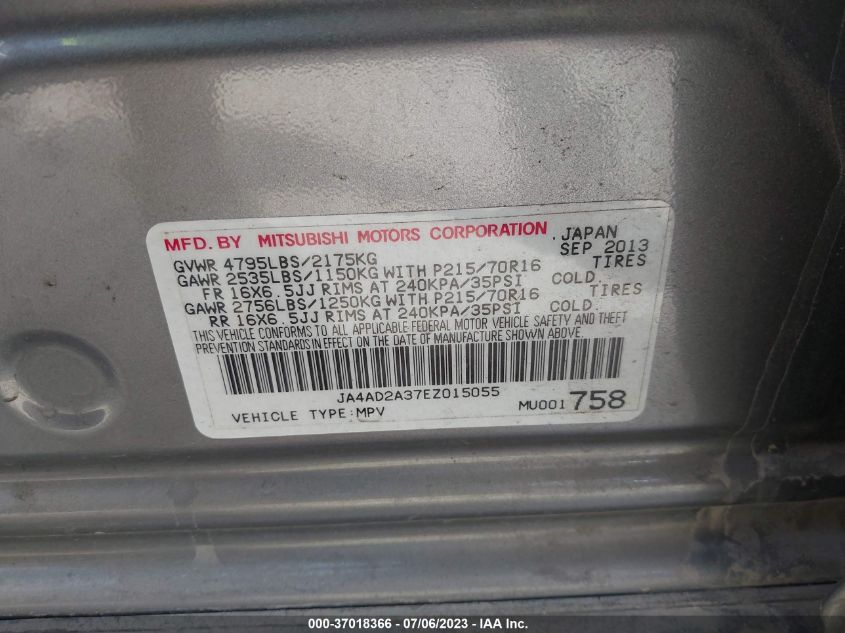 MFD. BY MITSUBISHI MOTORS CORPORATION, JAPAN
GVWR 4795LBS/2175KG SEP 2013
GAWR 2535LBS/1150KG WITH P215/70R16 TIRES
FR 16X6.5JJ RIMS AT 240KPA/35PSI COLD.
GAWR 2756LBS/1250KG WITH P215/70R16 TIRES
RR 16X6.5JJ RIMS AT 240KPA/35PSI COLD.
THIS VEHICLE CONFORMS TO ALL APPLICABLE FEDERAL MOTOR VEHICLE SAFETY AND THEFT
PREVENTION STANDARDS IN EFFECT ON THE DATE OF MANUFACTURE SHOWN ABOVE.
JA4AD2A37EZ015055
VEHICLE TYPE:MPV MU001758
000-37018366 - 07/06/2023 - IAA Inc.